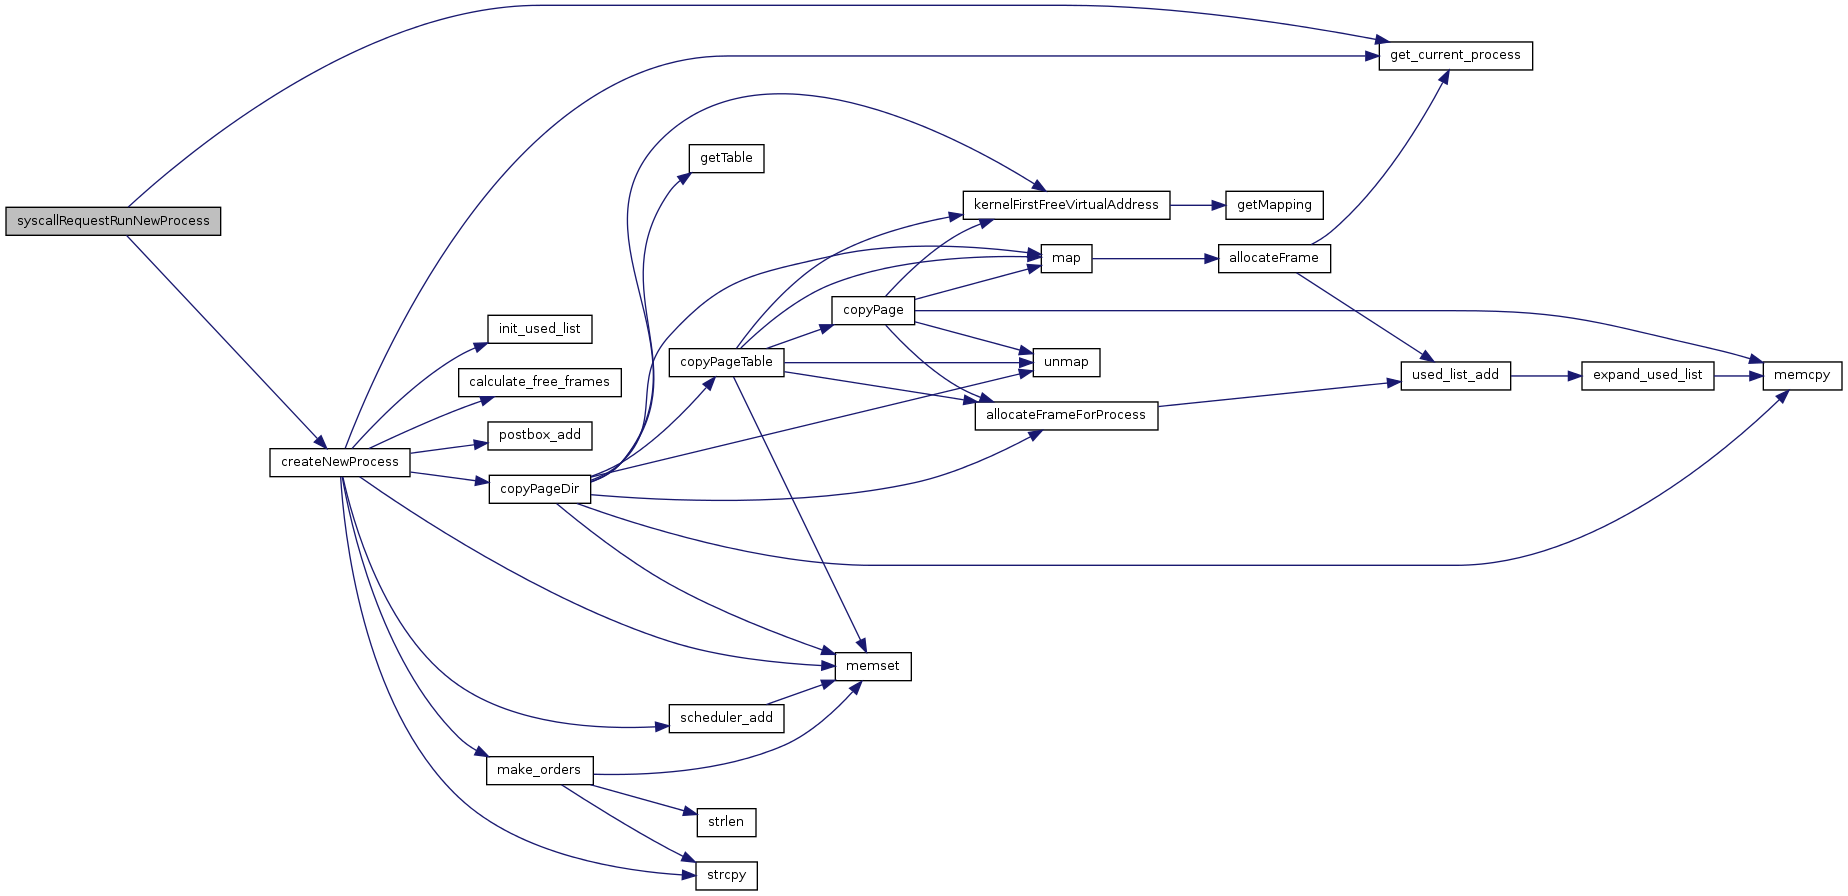 get_current_process
getTable
kernelFirstFreeVirtualAddress
getMapping
syscallRequestRunNewProcess
map
allocateFrame
copyPage
init_used_list
copyPageTable
unmap
calculate_free_frames
used_list_add
expand_used_list
memcpy
allocateFrameForProcess
postbox_add
createNewProcess
copyPageDir
memset
scheduler_add
make_orders
strlen
strcpy